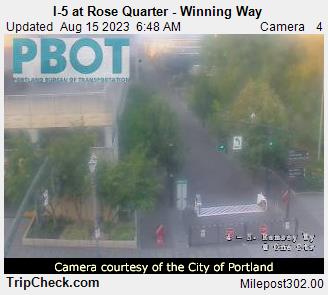 I-5 at Rose Quarter - Winning Way
Updated Aug 15 2023 6:48 AM Camera 4
PBOT
PORTLAND BUREAU OF TRANSPORTATION
Camera courtesy of the City of Portland
TripCheck.com Milepost302.00